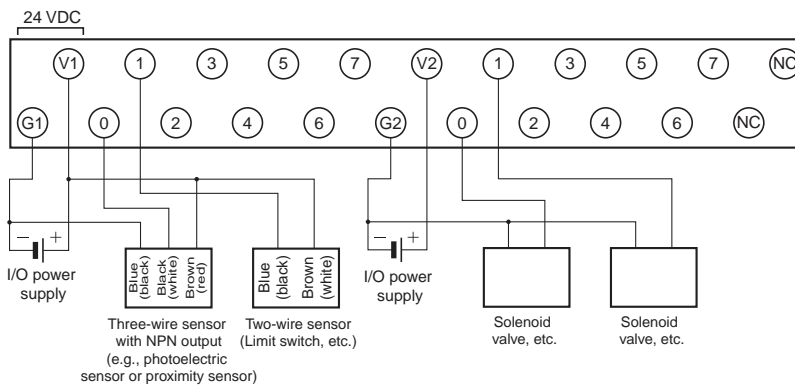 24 VDC
V1 1 3 5 7 V2 1 3 5 7 NC
G1 0 2 4 6 G2 0 2 4 6 NC
− + − +
I/O power
supply
Blue
(black)
Black
(white)
Brown
(red)
Blue
(black)
Brown
(white)
I/O power
supply
Three-wire sensor
with NPN output
(e.g., photoelectric
sensor or proximity sensor)
Two-wire sensor
(Limit switch, etc.)
Solenoid
valve, etc.
Solenoid
valve, etc.